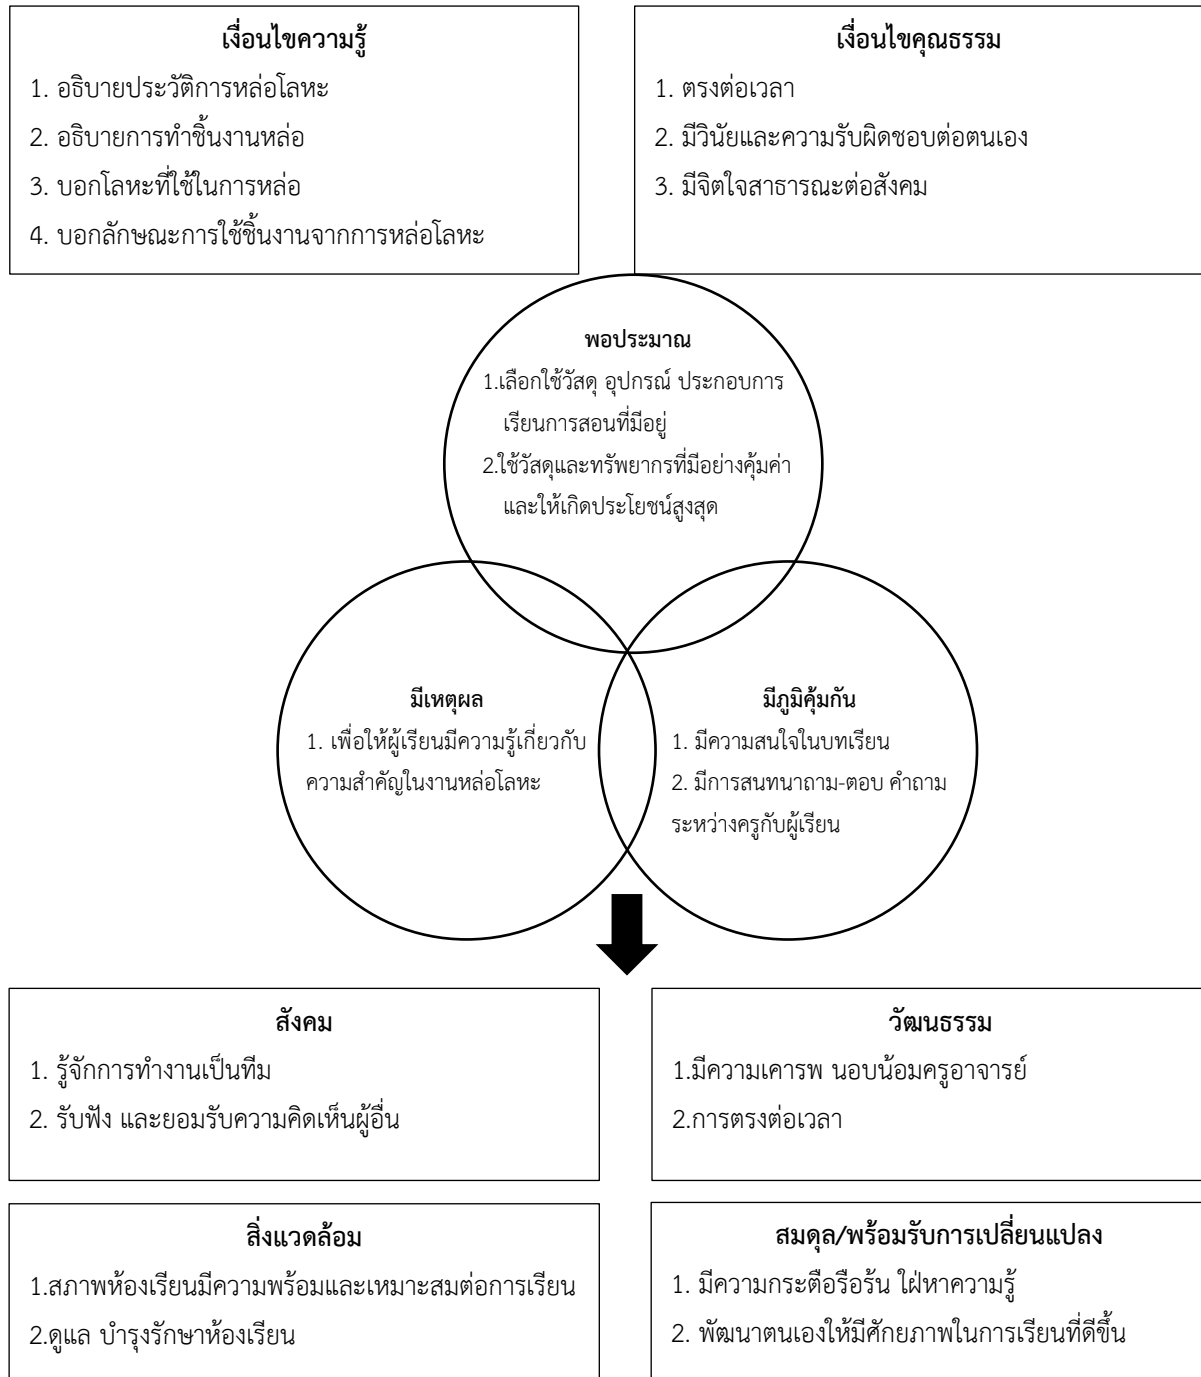 เงื่อนไขความรู้
1. อธิบายประวัติการหล่อโลหะ
2. อธิบายการทำชิ้นงานหล่อ
3. บอกโลหะที่ใช้ในการหล่อ
4. บอกลักษณะการใช้ชิ้นงานจากการหล่อโลหะ
เงื่อนไขคุณธรรม
1. ตรงต่อเวลา
2. มีวินัยและความรับผิดชอบต่อตนเอง
3. มีจิตใจสาธารณะต่อสังคม
พอประมาณ
1.เลือกใช้วัสดุ อุปกรณ์ ประกอบการ
เรียนการสอนที่มีอยู่
2.ใช้วัสดุและทรัพยากรที่มีอย่างคุ้มค่า
และให้เกิดประโยชน์สูงสุด
มีเหตุผล
1. เพื่อให้ผู้เรียนมีความรู้เกี่ยวกับ
ความสำคัญในงานหล่อโลหะ
มีภูมิคุ้มกัน
1. มีความสนใจในบทเรียน
2. มีการสนทนาถาม-ตอบ คำถาม
ระหว่างครูกับผู้เรียน
สังคม
1. รู้จักการทำงานเป็นทีม
2. รับฟัง และยอมรับความคิดเห็นผู้อื่น
วัฒนธรรม
1.มีความเคารพ นอบน้อมครูอาจารย์
2.การตรงต่อเวลา
สิ่งแวดล้อม
1.สภาพห้องเรียนมีความพร้อมและเหมาะสมต่อการเรียน
2.ดูแล บำรุงรักษาห้องเรียน
สมดุล/พร้อมรับการเปลี่ยนแปลง
1. มีความกระตือรือร้น ใฝ่หาความรู้
2. พัฒนาตนเองให้มีศักยภาพในการเรียนที่ดีขึ้น